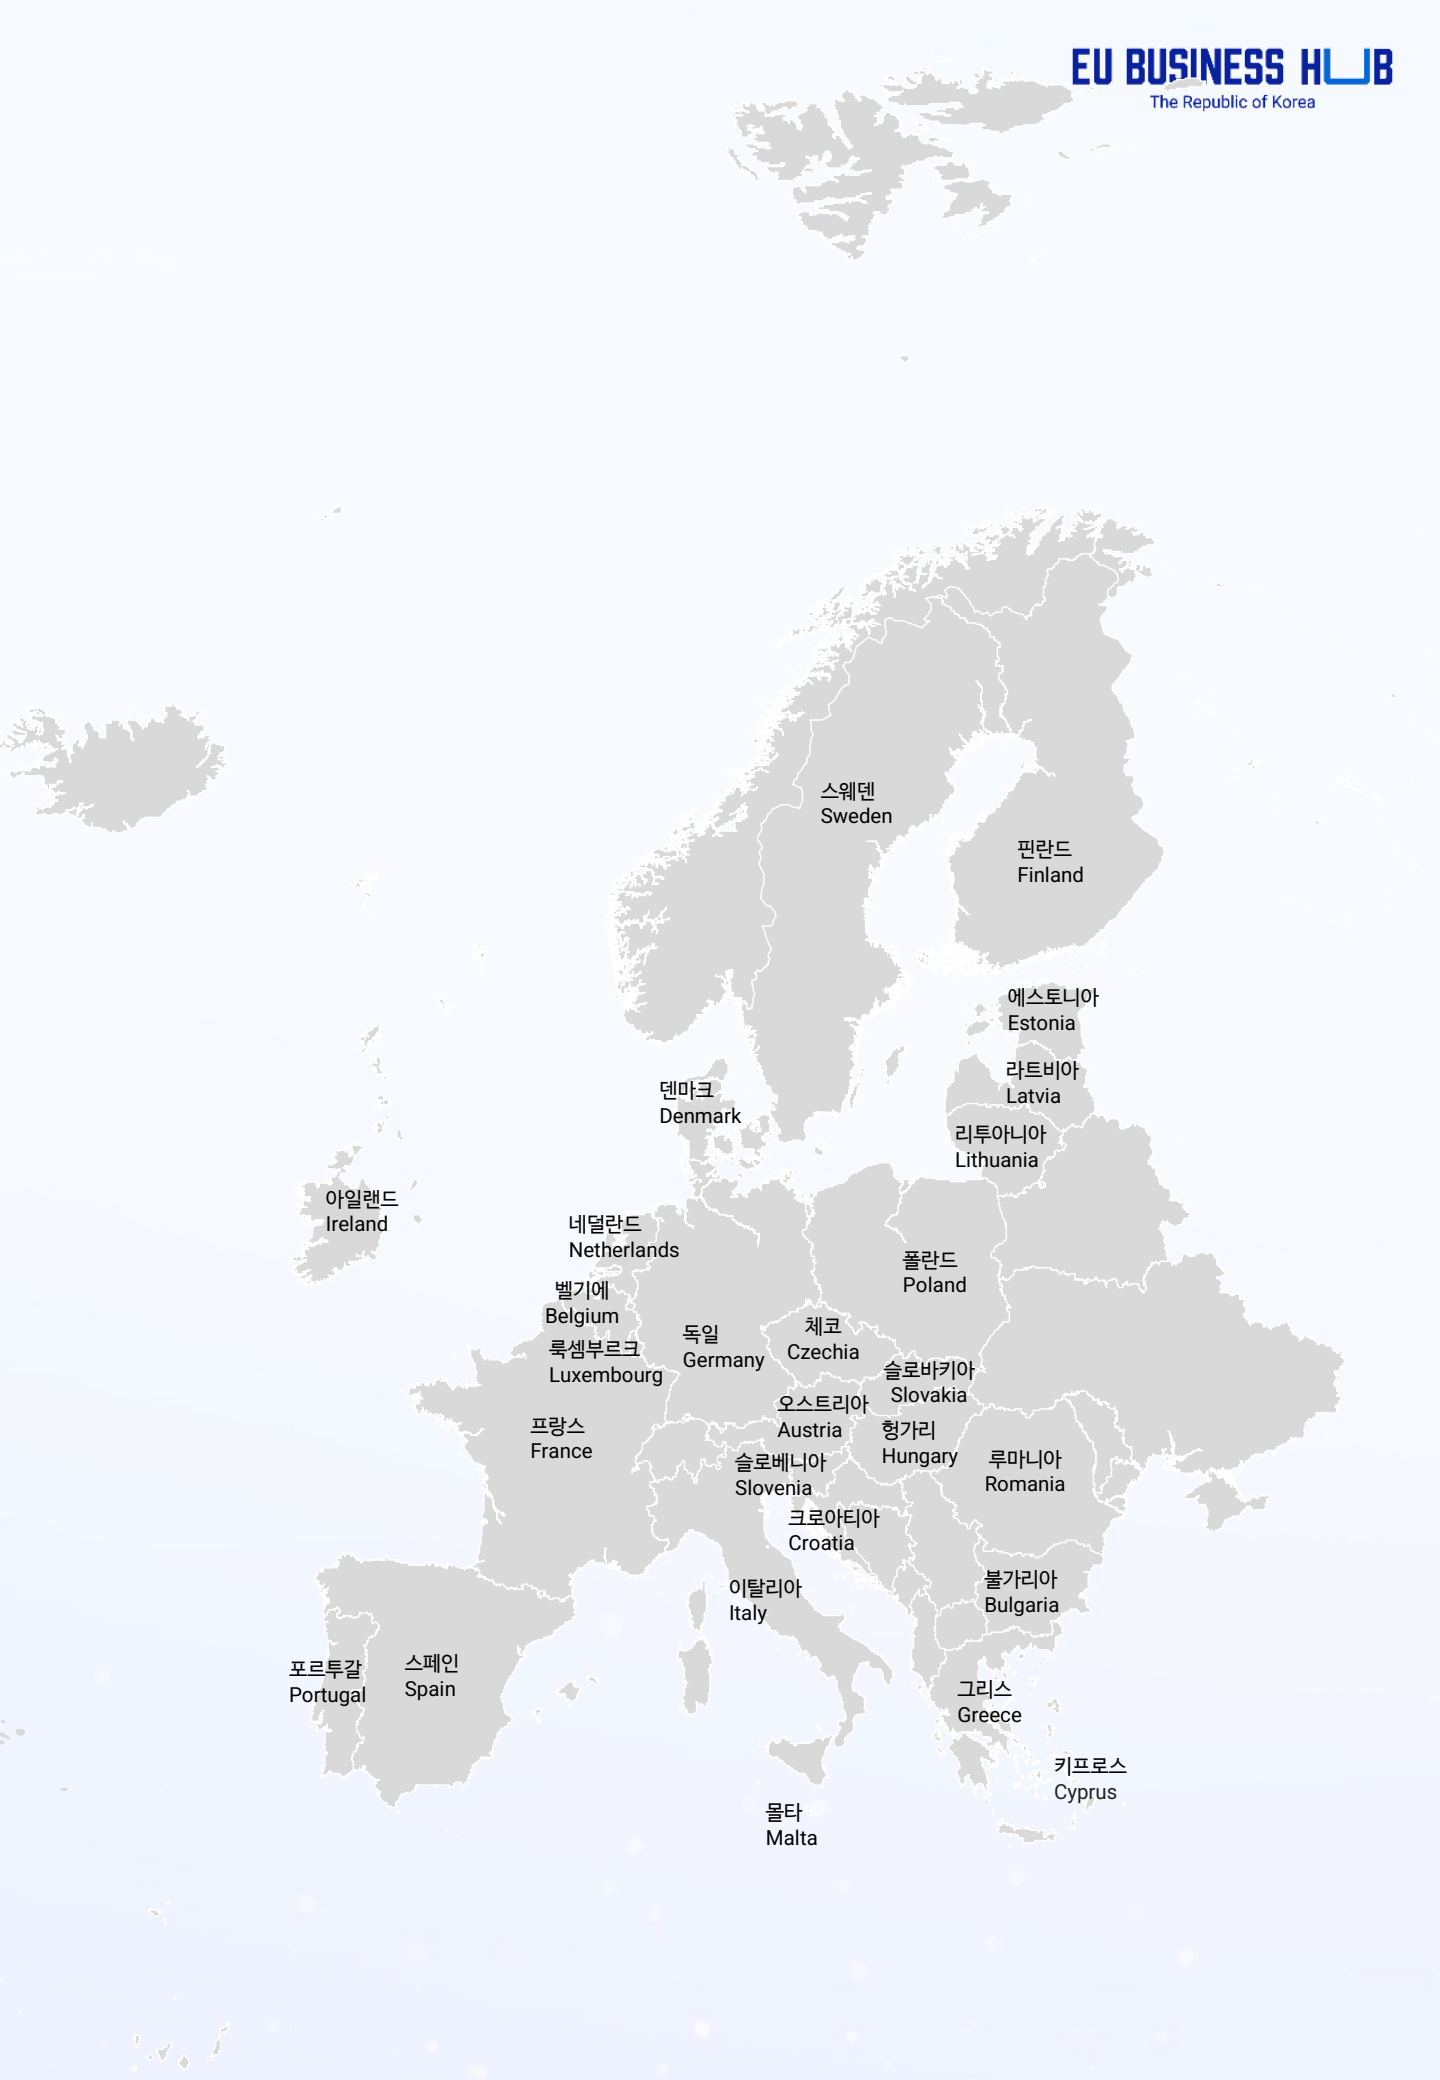 EU BUSINESS HUB
The Republic of Korea
스웨덴
Sweden
핀란드
Finland
에스토니아
Estonia
라트비아
Latvia
덴마크
Denmark
리투아니아
Lithuania
아일랜드
Ireland
네덜란드
Netherlands
폴란드
Poland
벨기에
Belgium
체코
Czechia
독일
Germany
룩셈부르크
Luxembourg
슬로바키아
Slovakia
오스트리아
Austria
프랑스
France
헝가리
Hungary
루마니아
Romania
슬로베니아
Slovenia
크로아티아
Croatia
불가리아
Bulgaria
이탈리아
Italy
스페인
Spain
포르투갈
Portugal
그리스
Greece
키프로스
Cyprus
몰타
Malta